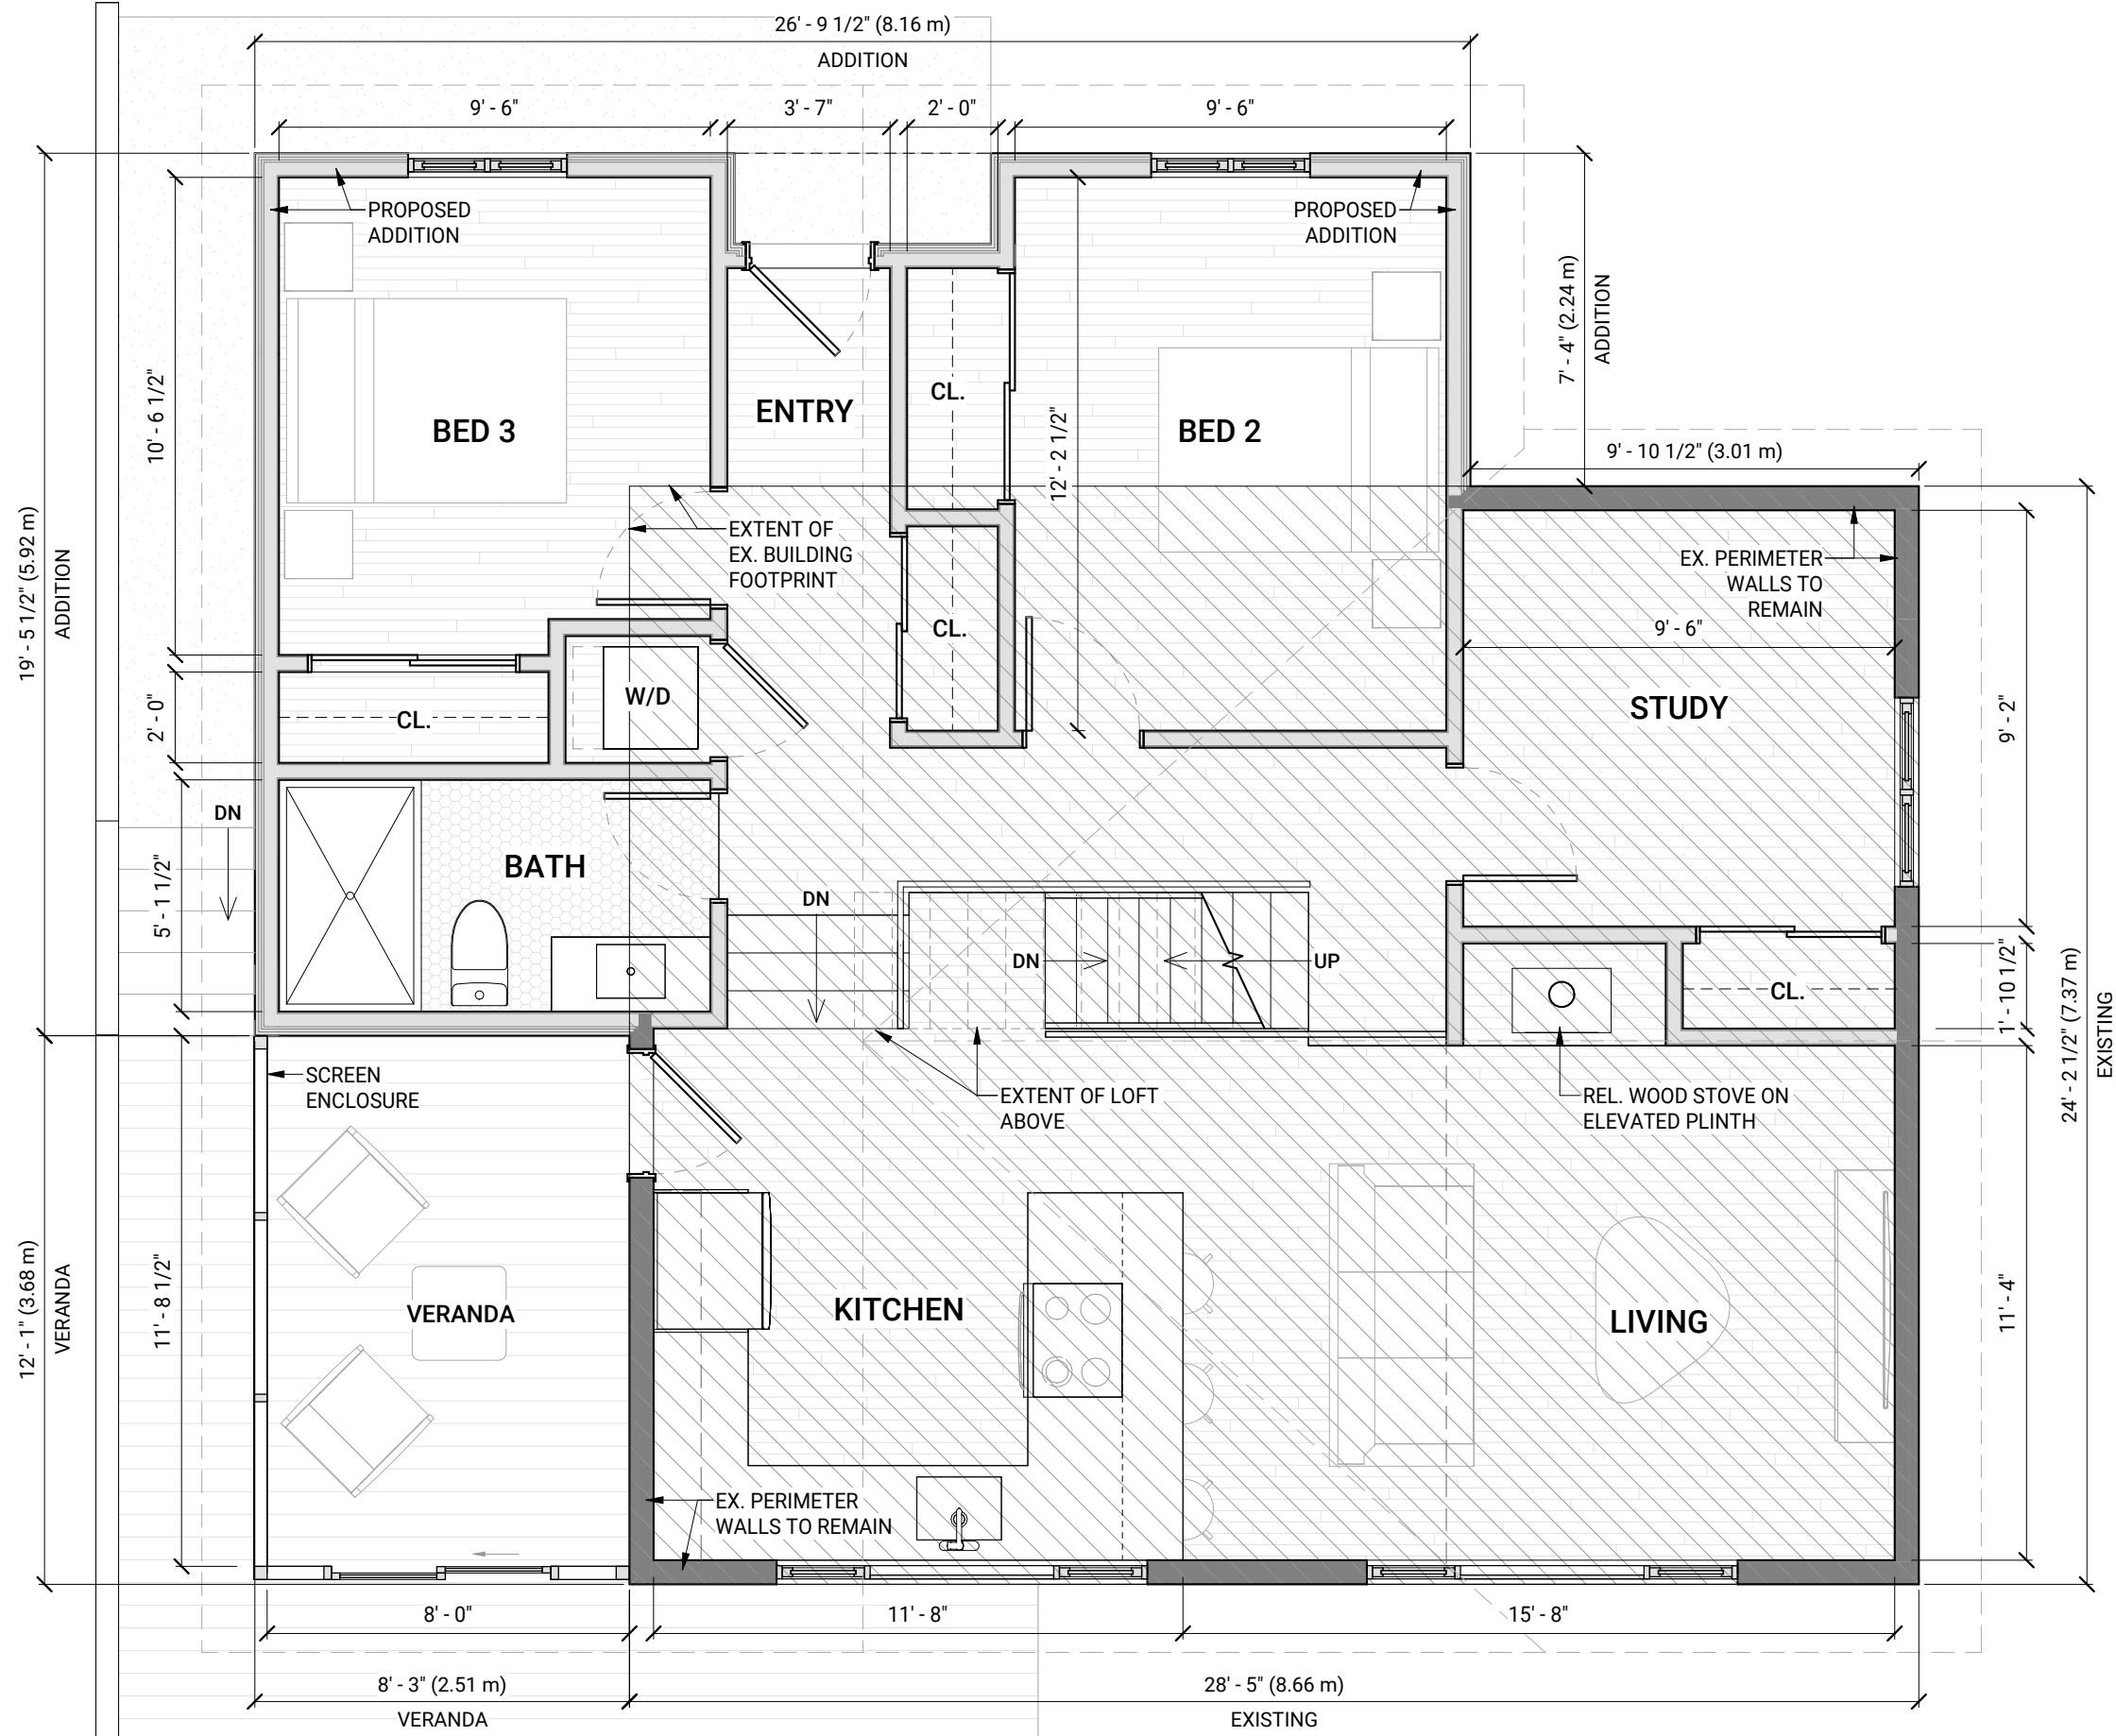 26' - 9 1/2" (8.16 m)
ADDITION
9' - 6"
3' - 7"
2' - 0"
9' - 6"
PROPOSED
ADDITION
PROPOSED
ADDITION
7' - 4" (2.24 m)
ADDITION
10' - 6 1/2"
BED 3
ENTRY
CL.
12' - 2 1/2"
BED 2
9' - 10 1/2" (3.01 m)
19' - 5 1/2" (5.92 m)
ADDITION
EXTENT OF
EX. BUILDING
FOOTPRINT
EX. PERIMETER
WALLS TO
REMAIN
CL.
9' - 6"
2' - 0"
CL.
W/D
STUDY
9' - 2"
DN
5' - 1 1/2"
BATH
DN
DN
UP
CL.
1' - 10 1/2"
24' - 2 1/2" (7.37 m)
EXISTING
SCREEN
ENCLOSURE
EXTENT OF LOFT
ABOVE
REL. WOOD STOVE ON
ELEVATED PLINTH
12' - 1" (3.68 m)
VERANDA
11' - 8 1/2"
VERANDA
KITCHEN
LIVING
11' - 4"
EX. PERIMETER
WALLS TO REMAIN
8' - 0"
11' - 8"
15' - 8"
8' - 3" (2.51 m)
VERANDA
28' - 5" (8.66 m)
EXISTING